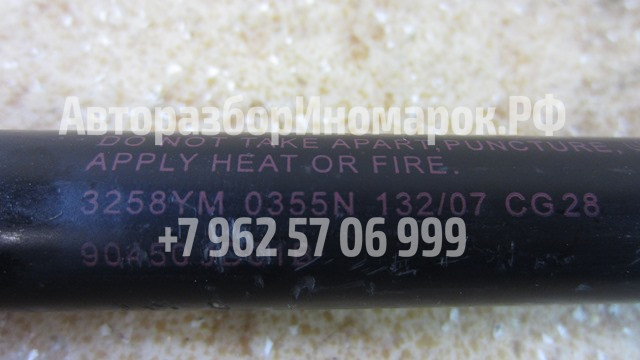 АвторазборИномарок.РФ
DO NOT TAKE APART, PUNCTURE, O
APPLY HEAT OR FIRE.
3258YM 0355N 132/07 CG28
+7 962 57 06 999